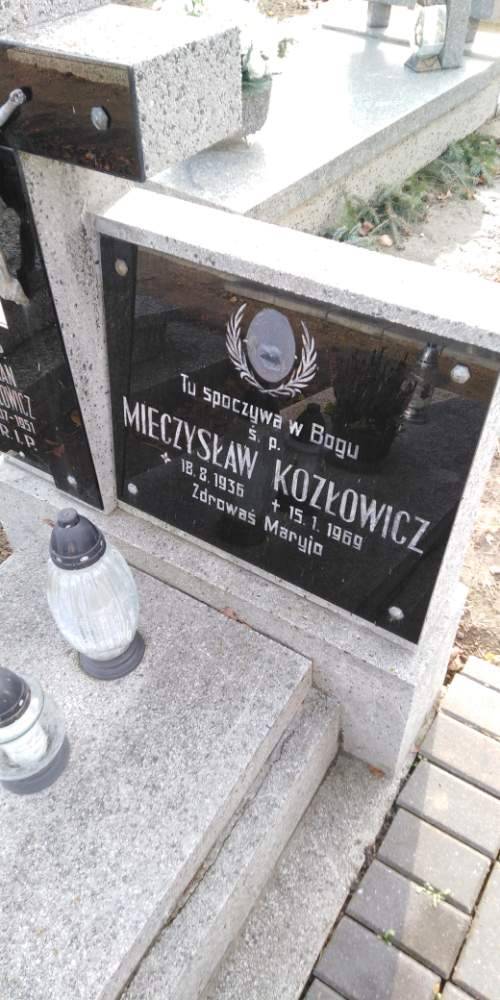 Tu spoczywa w Bogu
ś. p.
MIECZYSŁAW KOZŁOWICZ
18. 8. 1936 + 15. 1. 1969
Zdrowaś Maryjo
R. I. P.